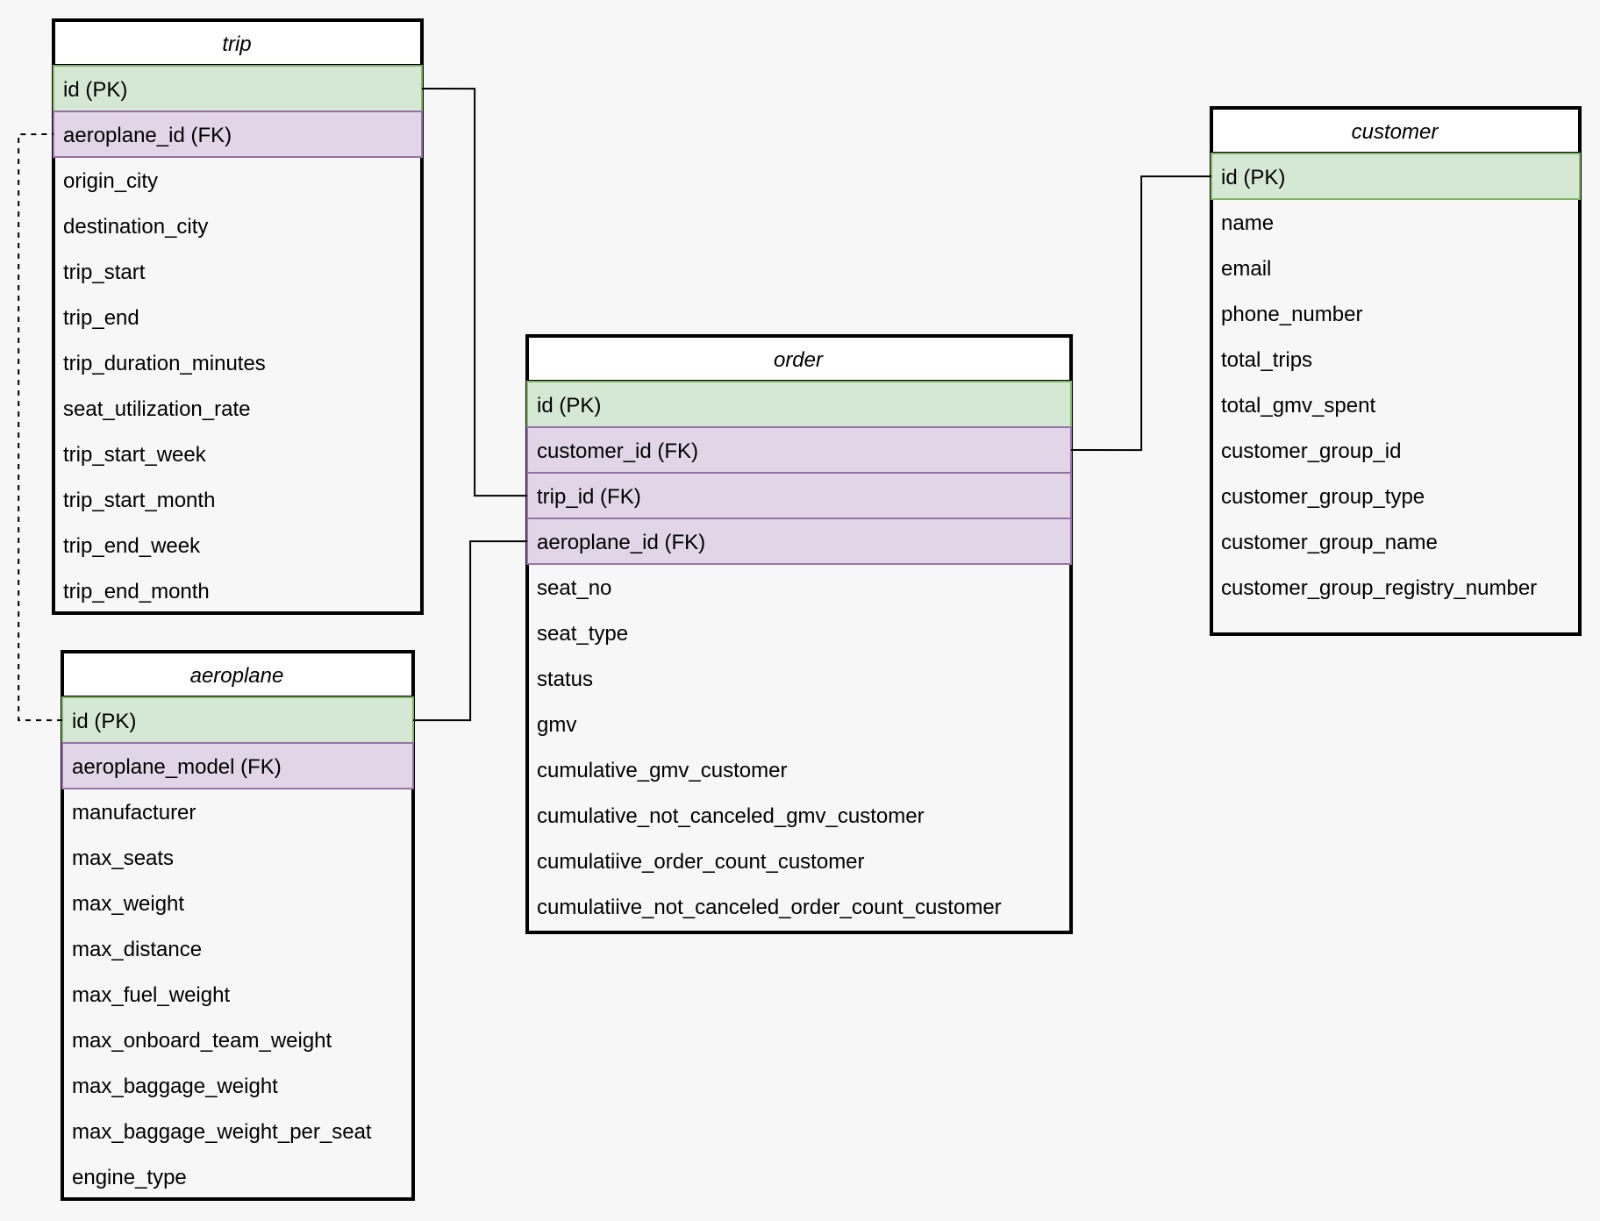 trip
id (PK)
aeroplane_id (FK)
origin_city
destination_city
trip_start
trip_end
trip_duration_minutes
seat_utilization_rate
trip_start_week
trip_start_month
trip_end_week
trip_end_month
aeroplane
id (PK)
aeroplane_model (FK)
manufacturer
max_seats
max_weight
max_distance
max_fuel_weight
max_onboard_team_weight
max_baggage_weight
max_baggage_weight_per_seat
engine_type
order
id (PK)
customer_id (FK)
trip_id (FK)
aeroplane_id (FK)
seat_no
seat_type
status
gmv
cumulative_gmv_customer
cumulative_not_canceled_gmv_customer
cumulatiive_order_count_customer
cumulatiive_not_canceled_order_count_customer
customer
id (PK)
name
email
phone_number
total_trips
total_gmv_spent
customer_group_id
customer_group_type
customer_group_name
customer_group_registry_number